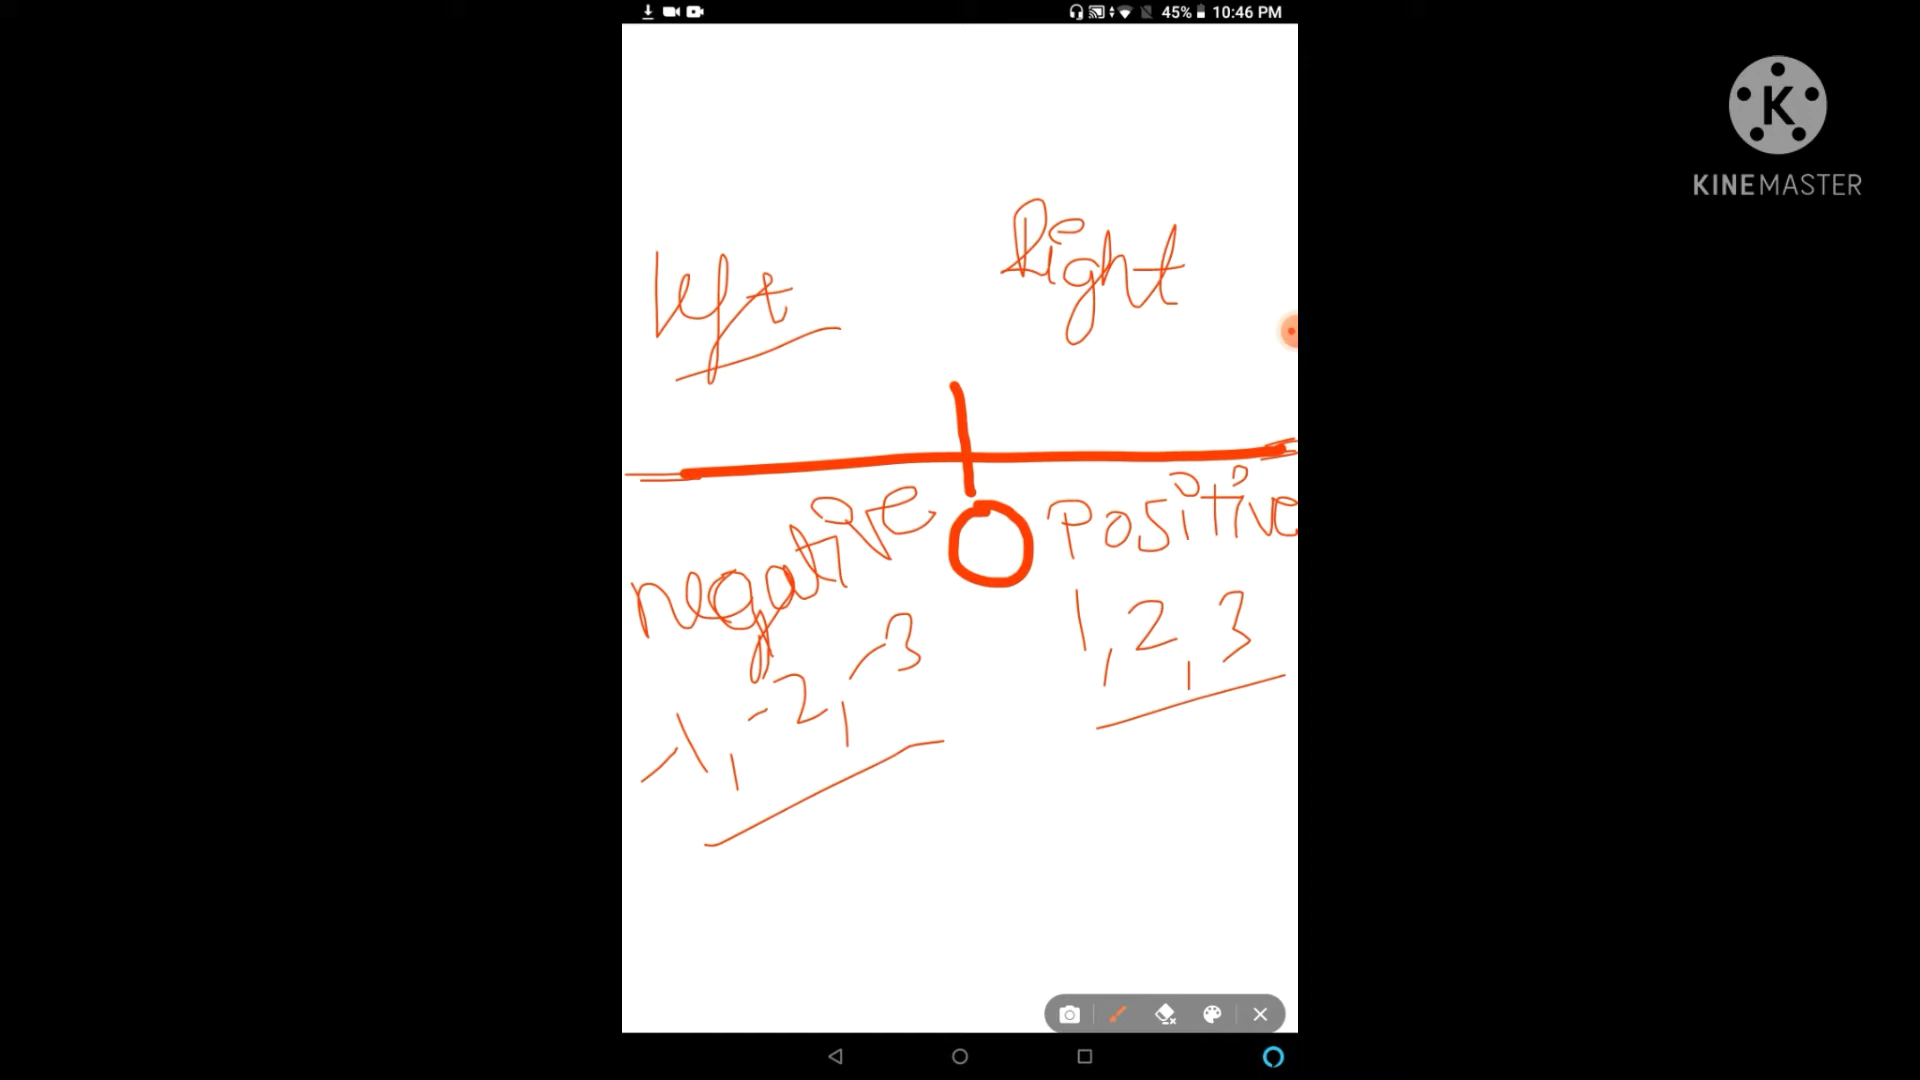 45% 10:46 PM
KINEMASTER
left Right
negative 0 positive
1, 2, 3
-1, -2, -3